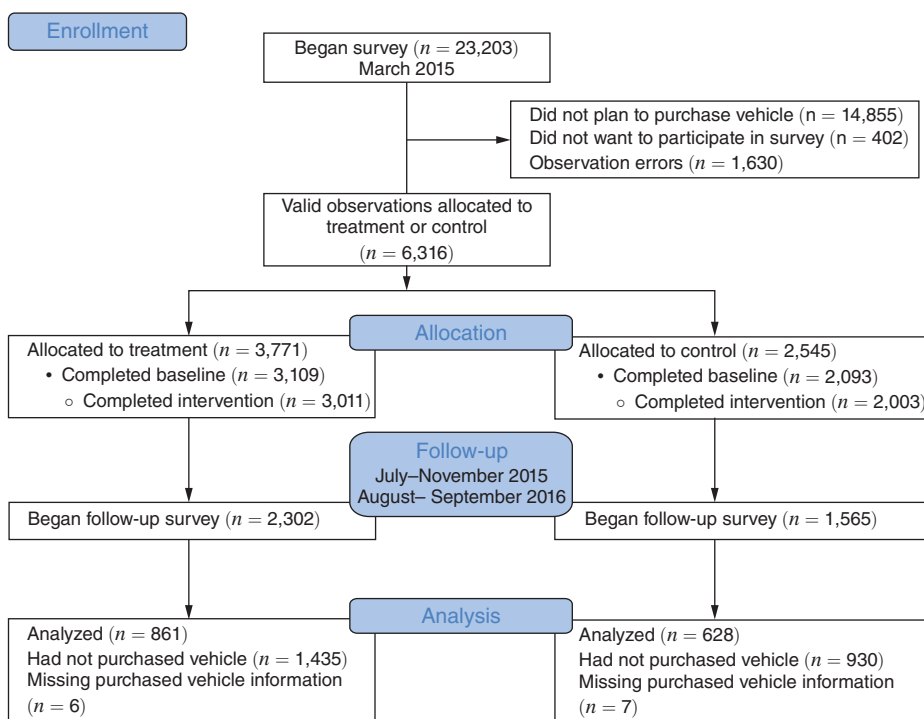 Enrollment
Began survey (n = 23,203)
March 2015
Did not plan to purchase vehicle (n = 14,855)
Did not want to participate in survey (n = 402)
Observation errors (n = 1,630)
Valid observations allocated to
treatment or control
(n = 6,316)
Allocation
Allocated to treatment (n = 3,771)
• Completed baseline (n = 3,109)
○ Completed intervention (n = 3,011)
Allocated to control (n = 2,545)
• Completed baseline (n = 2,093)
○ Completed intervention (n = 2,003)
Follow-up
July–November 2015
August– September 2016
Began follow-up survey (n = 2,302)
Began follow-up survey (n = 1,565)
Analysis
Analyzed (n = 861)
Had not purchased vehicle (n = 1,435)
Missing purchased vehicle information
(n = 6)
Analyzed (n = 628)
Had not purchased vehicle (n = 930)
Missing purchased vehicle information
(n = 7)